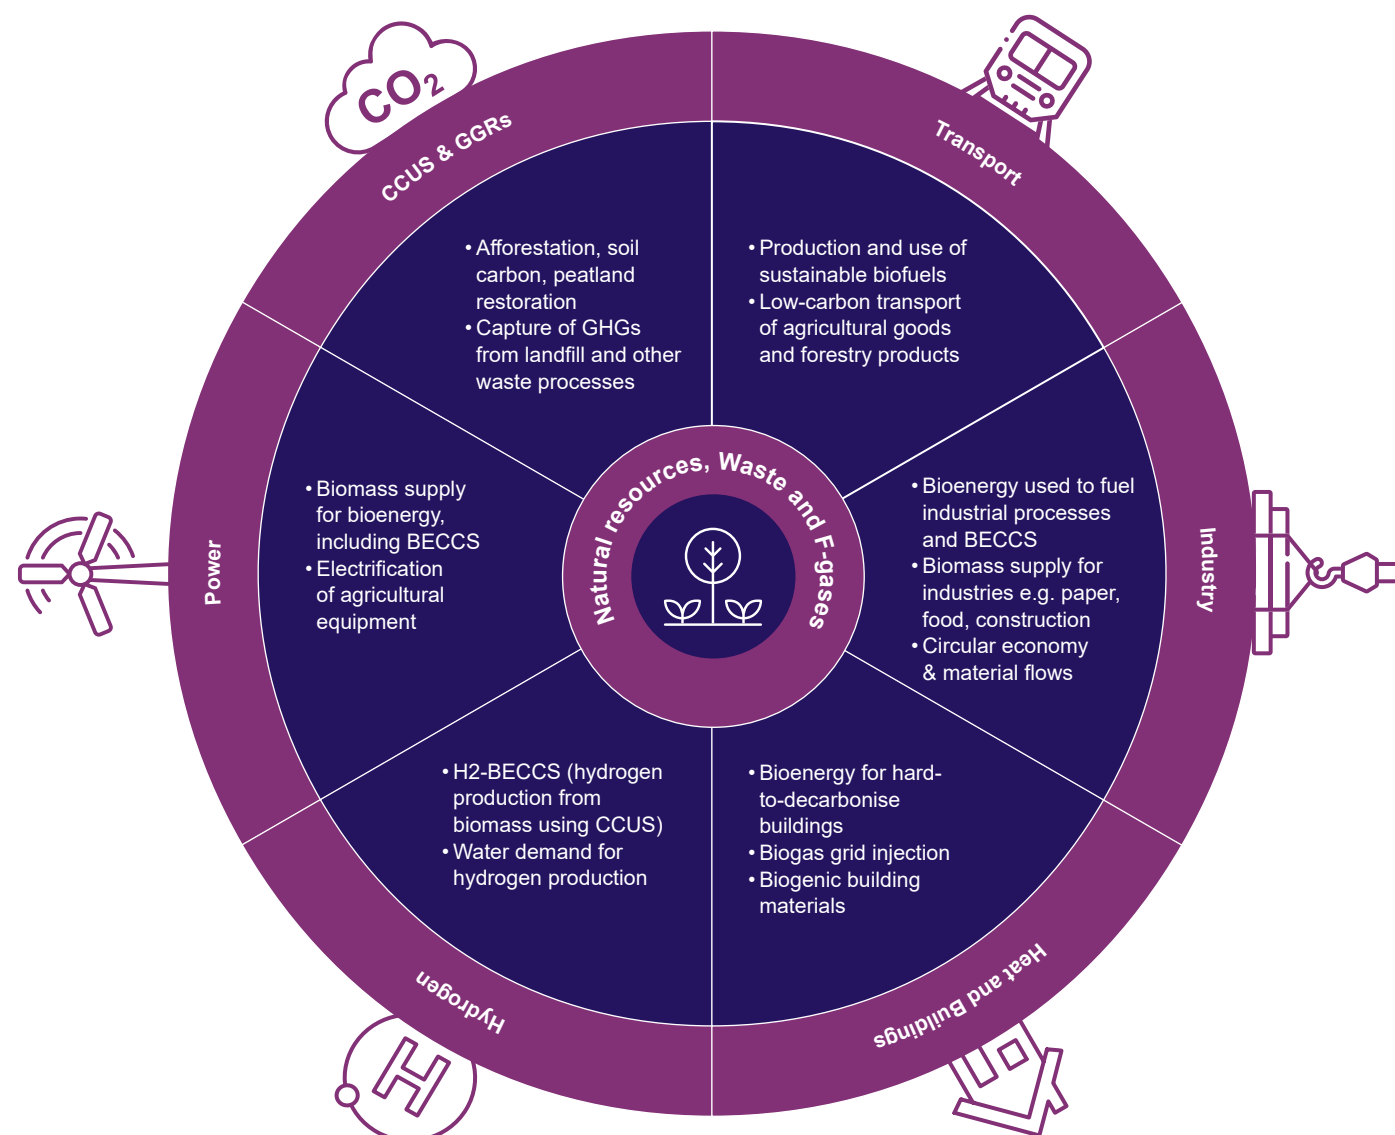 CO2
CCUS & GGRs
• Afforestation, soil
carbon, peatland
restoration
• Capture of GHGs
from landfill and other
waste processes
Transport
• Production and use of
sustainable biofuels
• Low-carbon transport
of agricultural goods
and forestry products
Industry
• Bioenergy used to fuel
industrial processes
and BECCS
• Biomass supply for
industries e.g. paper,
food, construction
• Circular economy
& material flows
Heat and Buildings
• Bioenergy for hard-
to-decarbonise
buildings
• Biogas grid injection
• Biogenic building
materials
Hydrogen
• H2-BECCS (hydrogen
production from
biomass using CCUS)
• Water demand for
hydrogen production
H
Power
• Biomass supply
for bioenergy,
including BECCS
• Electrification
of agricultural
equipment
Natural resources, Waste and F-gases